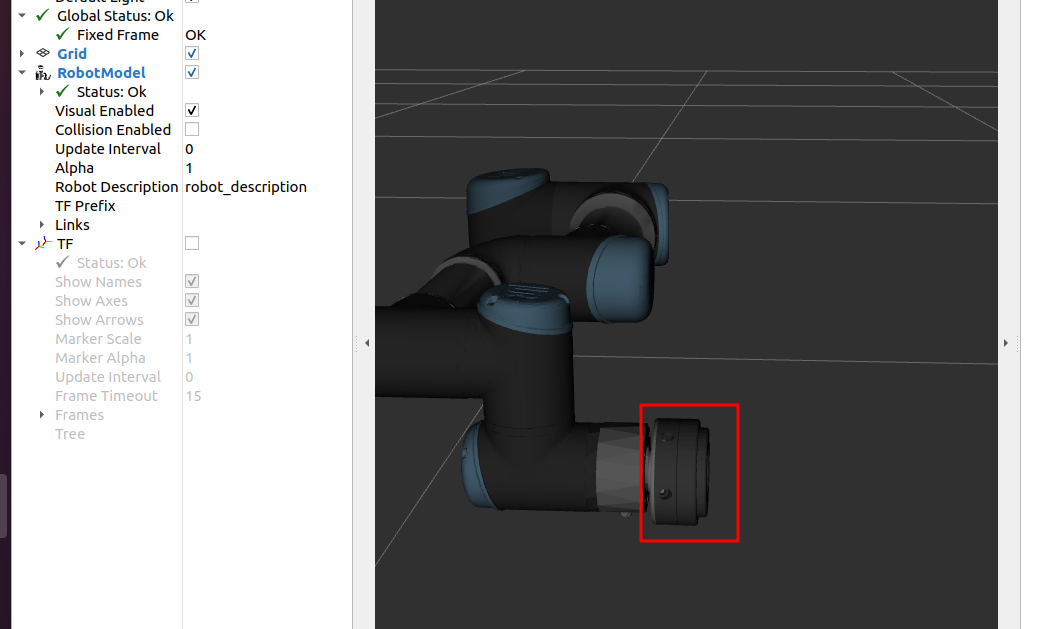 Default Light
Global Status: Ok
Fixed Frame OK
Grid
RobotModel
Status: Ok
Visual Enabled
Collision Enabled
Update Interval 0
Alpha 1
Robot Description robot_description
TF Prefix
Links
TF
Status: Ok
Show Names
Show Axes
Show Arrows
Marker Scale 1
Marker Alpha 1
Update Interval 0
Frame Timeout 15
Frames
Tree